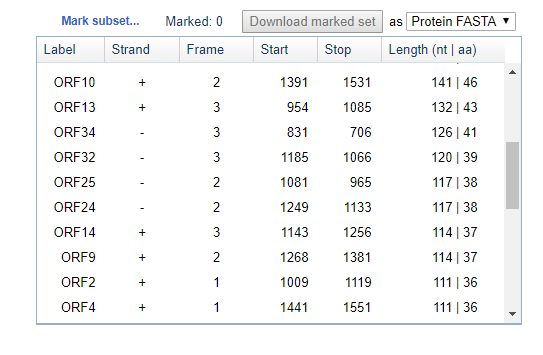 Mark subset... Marked: 0 Download marked set as Protein FASTA
Label Strand Frame Start Stop Length (nt | aa)
ORF10 + 2 1391 1531 141 | 46
ORF13 + 3 954 1085 132 | 43
ORF34 - 3 831 706 126 | 41
ORF32 - 3 1185 1066 120 | 39
ORF25 - 2 1081 965 117 | 38
ORF24 - 2 1249 1133 117 | 38
ORF14 + 3 1143 1256 114 | 37
ORF9 + 2 1268 1381 114 | 37
ORF2 + 1 1009 1119 111 | 36
ORF4 + 1 1441 1551 111 | 36